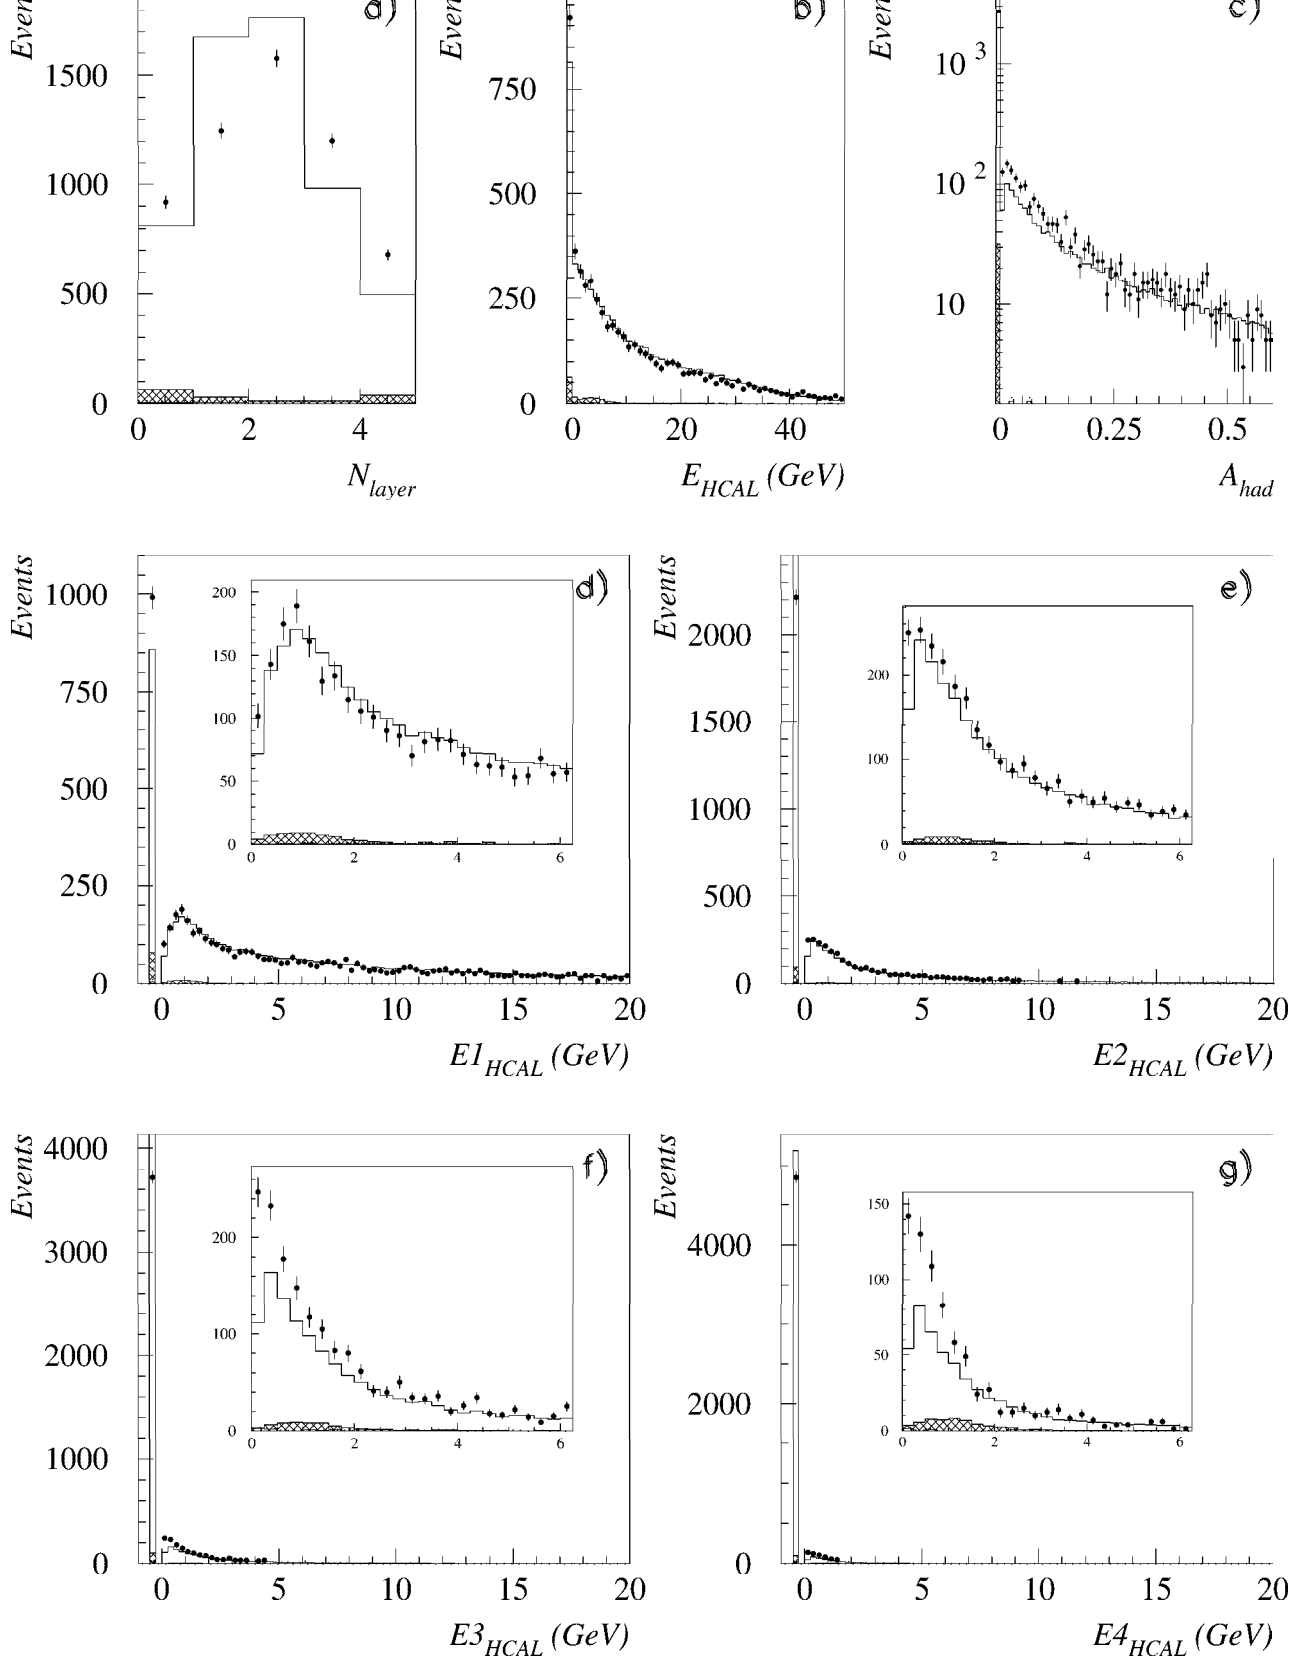 Events a) Events b) Events c)
1500 750 10^3
1000 500 10^2
500 250 10
0 0
0 2 4 0 20 40 0 0.25 0.5
N_layer E_HCAL (GeV) A_had
Events d) Events e)
1000 750 500 250 0
200 150 100 50 0
0 2 4 6
2000 1500 1000 500 0
200 100 0
0 2 4 6
0 5 10 15 20 0 5 10 15 20
E1_HCAL (GeV) E2_HCAL (GeV)
Events f) Events g)
4000 3000 2000 1000 0
200 100 0
0 2 4 6
4000 2000 0
150 100 50 0
0 2 4 6
0 5 10 15 20 0 5 10 15 20
E3_HCAL (GeV) E4_HCAL (GeV)